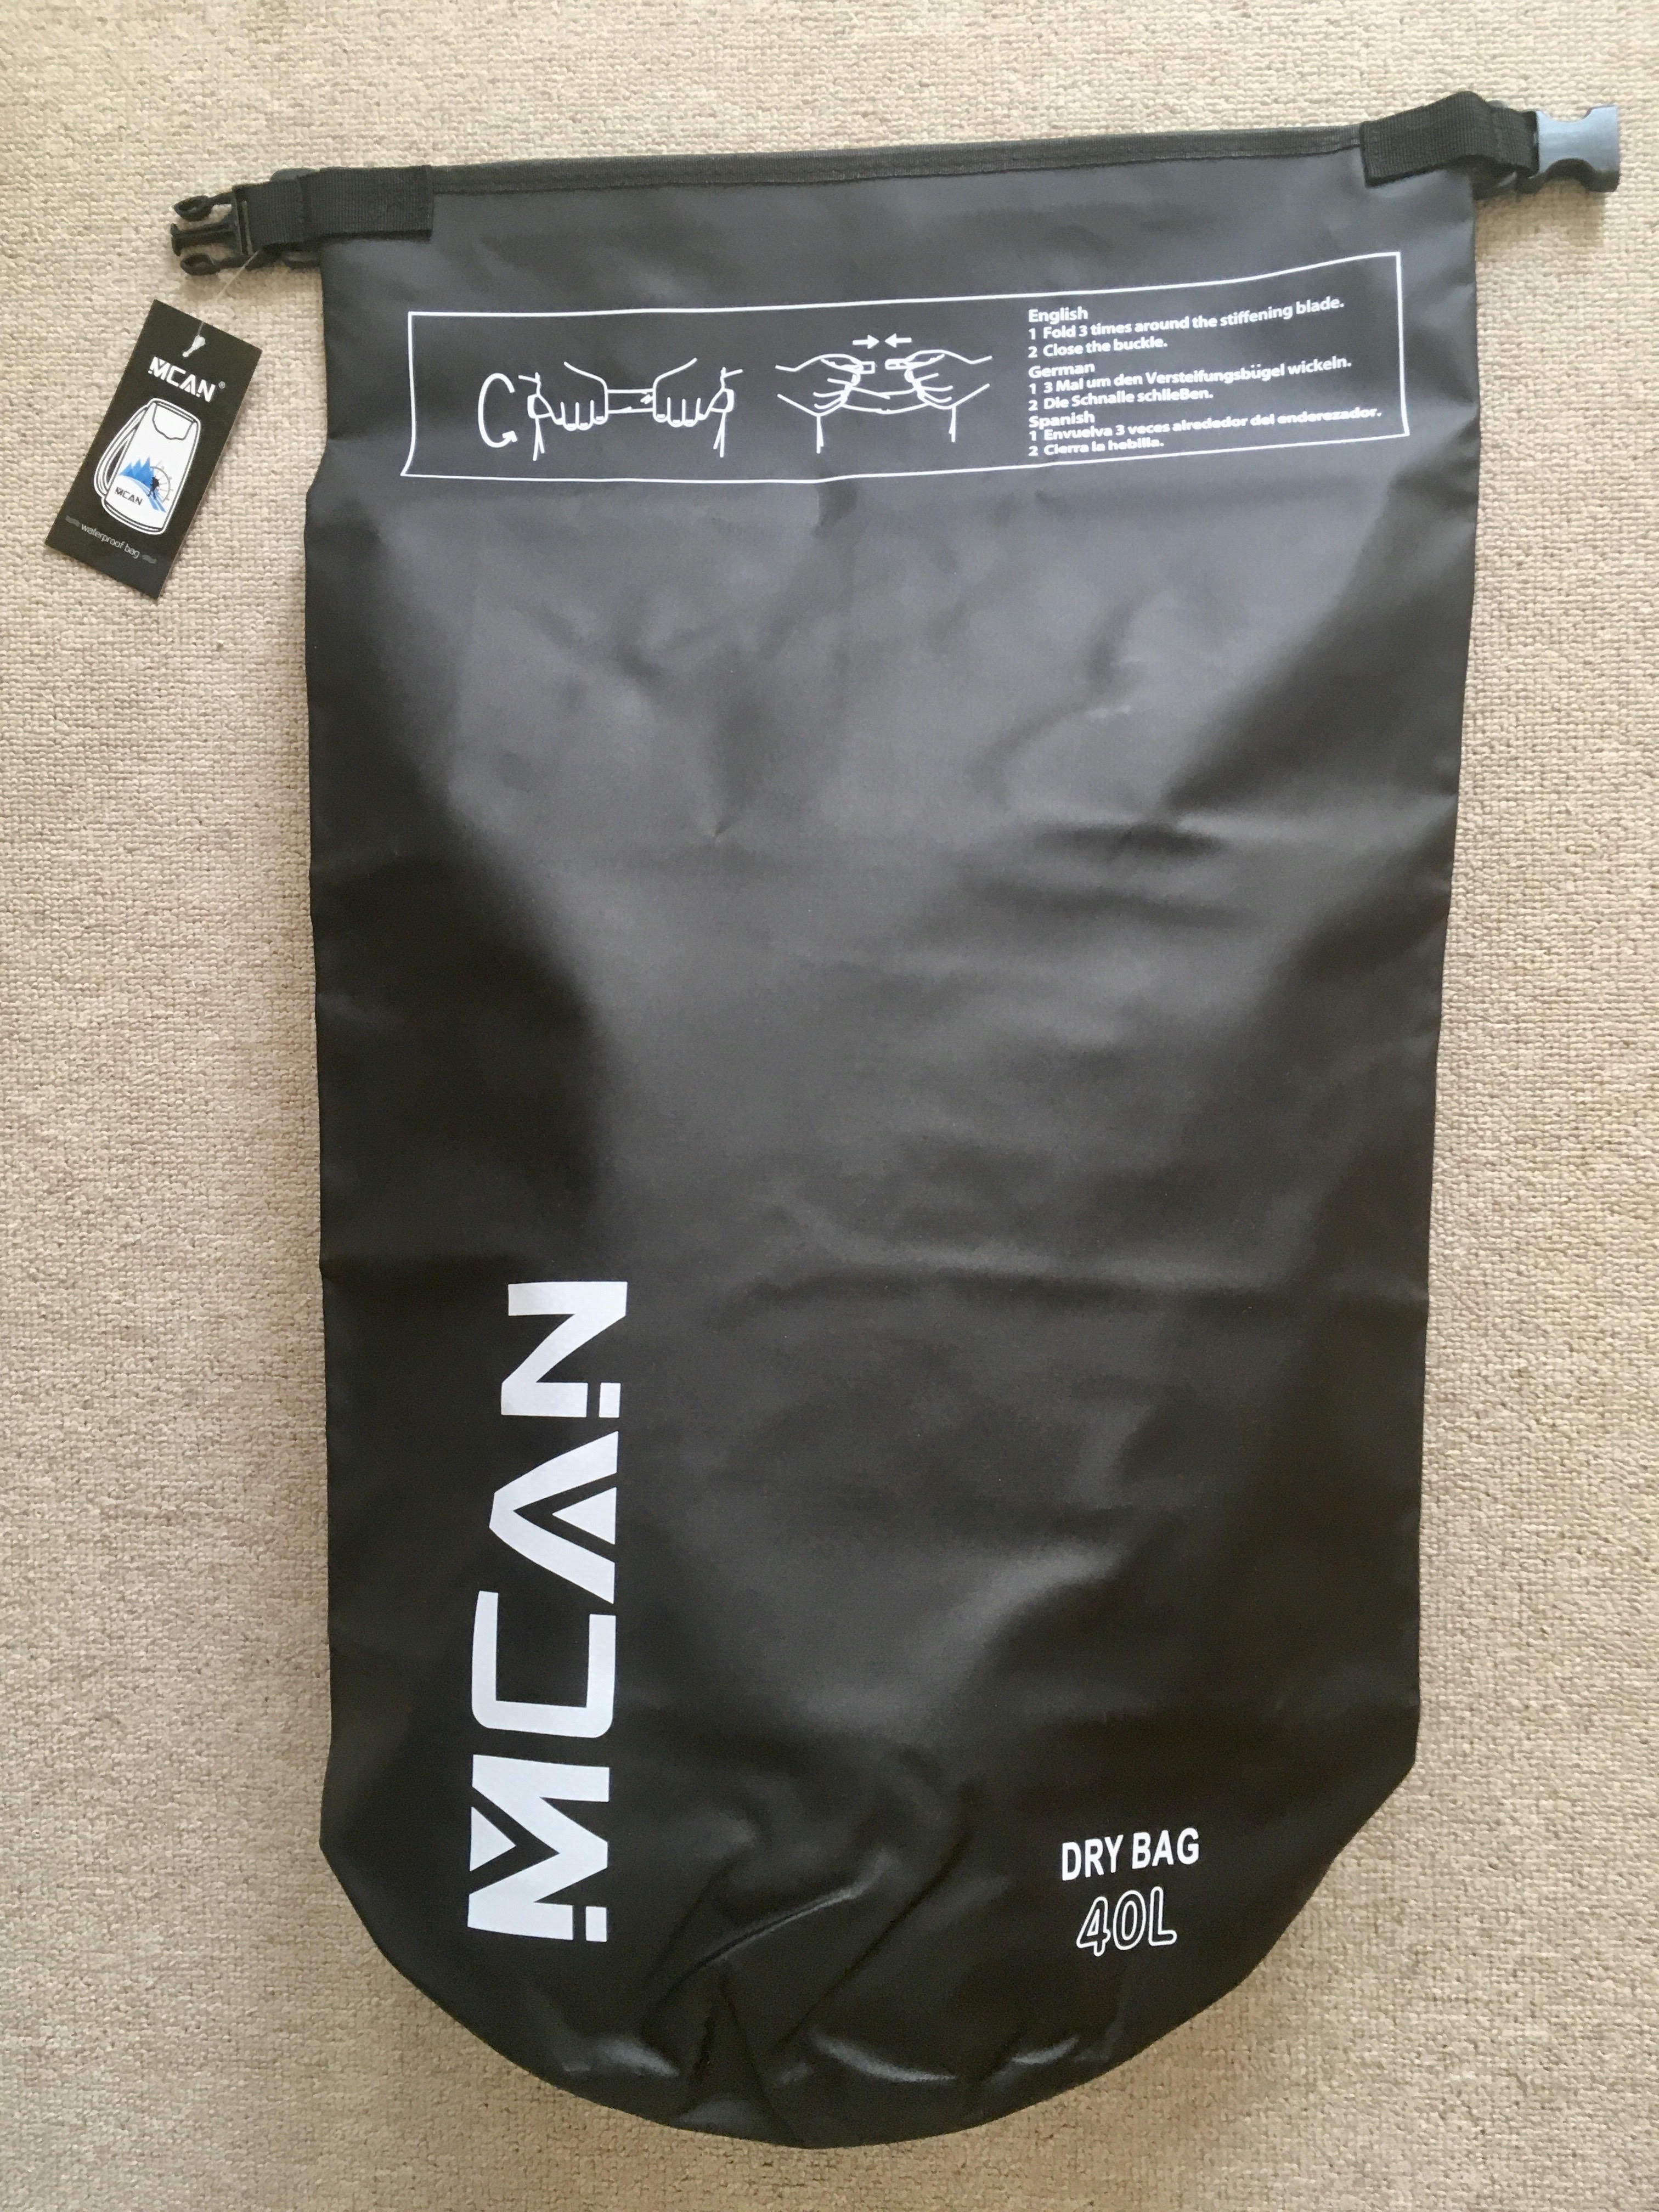 English
1 Fold 3 times around the stiffening blade.
2 Close the buckle.
German
1 3 Mal um den Versteifungsbügel wickeln.
2 Die Schnalle schlieBen.
Spanish
1 Envuelva 3 veces alrededor del enderezador.
2 Cierra la hebilla.
MCAN®
MCAN
waterproof bag
MCAN
DRY BAG
40L